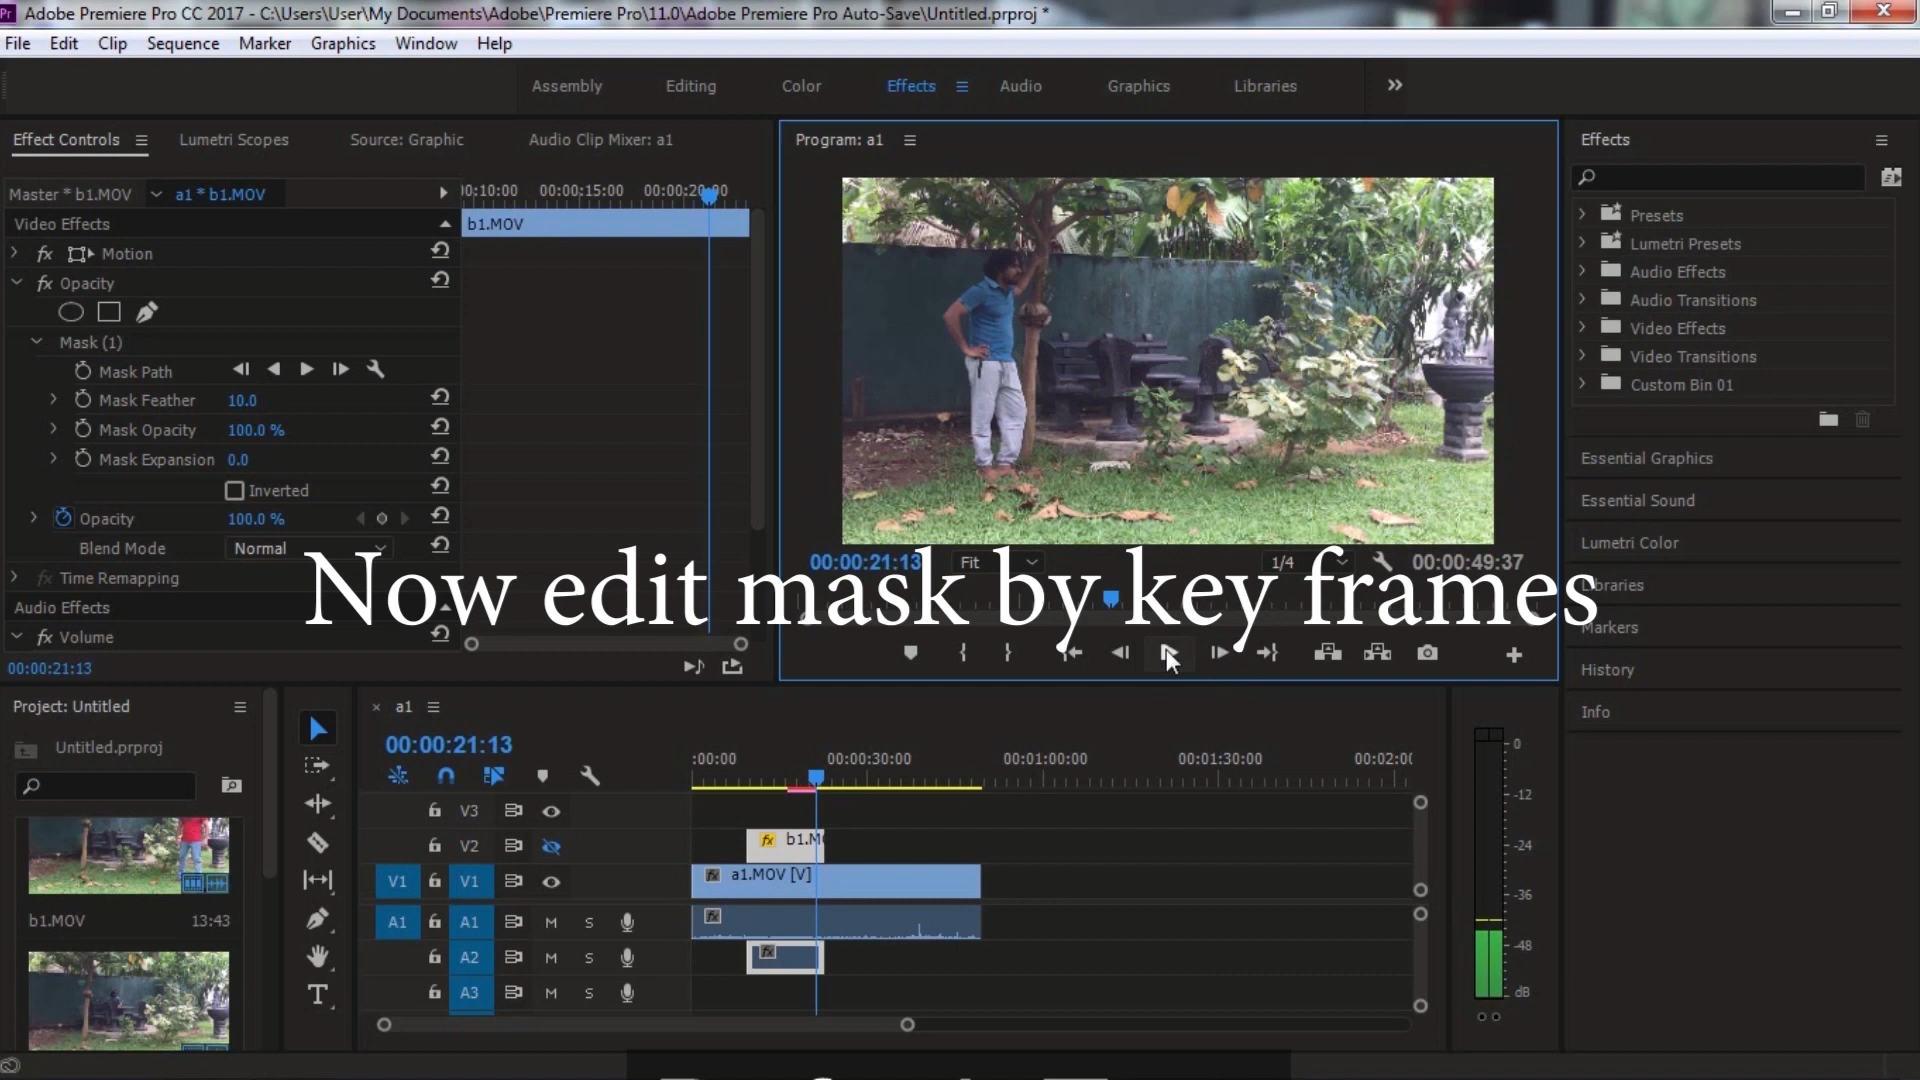 Adobe Premiere Pro CC 2017 - C:\Users\User\My Documents\Adobe\Premiere Pro\11.0\Adobe Premiere Pro Auto-Save\Untitled.prproj *
File Edit Clip Sequence Marker Graphics Window Help
Assembly Editing Color Effects Audio Graphics Libraries
Effect Controls Lumetri Scopes Source: Graphic Audio Clip Mixer: a1
Master * b1.MOV a1 * b1.MOV
00:00:15:00 00:00:20:00
Video Effects
b1.MOV
fx Motion
fx Opacity
Mask (1)
Mask Path
Mask Feather 10.0
Mask Opacity 100.0 %
Mask Expansion 0.0
Inverted
Opacity 100.0 %
Blend Mode Normal
fx Time Remapping
Audio Effects
fx Volume
00:00:21:13
Program: a1
00:00:21:13 Fit 1/4 00:00:49:37
Now edit mask by key frames
Effects
Presets
Lumetri Presets
Audio Effects
Audio Transitions
Video Effects
Video Transitions
Custom Bin 01
Essential Graphics
Essential Sound
Lumetri Color
Libraries
Markers
History
Info
Project: Untitled
Untitled.prproj
b1.MOV 13:43
a1
00:00:21:13
:00:00 00:00:30:00 00:01:00:00 00:01:30:00
V3
V2
fx
V1 V1
fx a1.MOV [V]
A1 A1 M S
fx
A2 M S
fx
A3 M S
0
-12
-24
-36
-48
dB